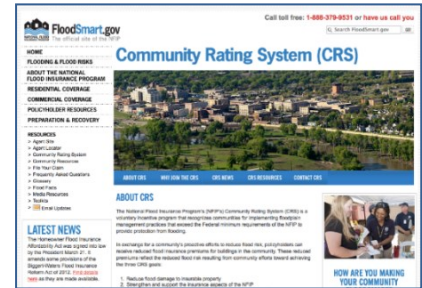 Call toll free: 1-888-379-9531 or have us call you
FloodSmart.gov
The official site of the NFIP
Search FloodSmart.gov
HOME
FLOODING & FLOOD RISKS
ABOUT THE NATIONAL
FLOOD INSURANCE PROGRAM
RESIDENTIAL COVERAGE
COMMERCIAL COVERAGE
POLICYHOLDER RESOURCES
PREPARATION & RECOVERY
RESOURCES
Agent Site
Agent Locator
Community Rating System
Community Resources
File Your Claim
Frequently Asked Questions
Glossary
Flood Facts
Media Resources
Toolkits
Email Updates
LATEST NEWS
The Homeowner Flood Insurance
Affordability Act was signed into law
by the President March 21. It
amends some provisions of the
Biggert-Waters Flood Insurance
Reform Act of 2012.
as they are made available.
Community Rating System (CRS)
ABOUT CRS
WHY JOIN THE CRS
CRS NEWS
CRS RESOURCES
CONTACT CRS
ABOUT CRS
The National Flood Insurance Program's (NFIP's) Community Rating System (CRS) is a
voluntary incentive program that recognizes communities for implementing floodplain
management practices that exceed the Federal minimum requirements of the NFIP to
provide protection from flooding.
In exchange for a community's proactive efforts to reduce flood risk, policyholders can
receive reduced flood insurance premiums for buildings in the community. These reduced
premiums reflect the reduced flood risk resulting from community efforts toward achieving
the three CRS goals:
1. Reduce flood damage to insurable property
2. Strengthen and support the insurance aspects of the NFIP
HOW ARE YOU MAKING
YOUR COMMUNITY